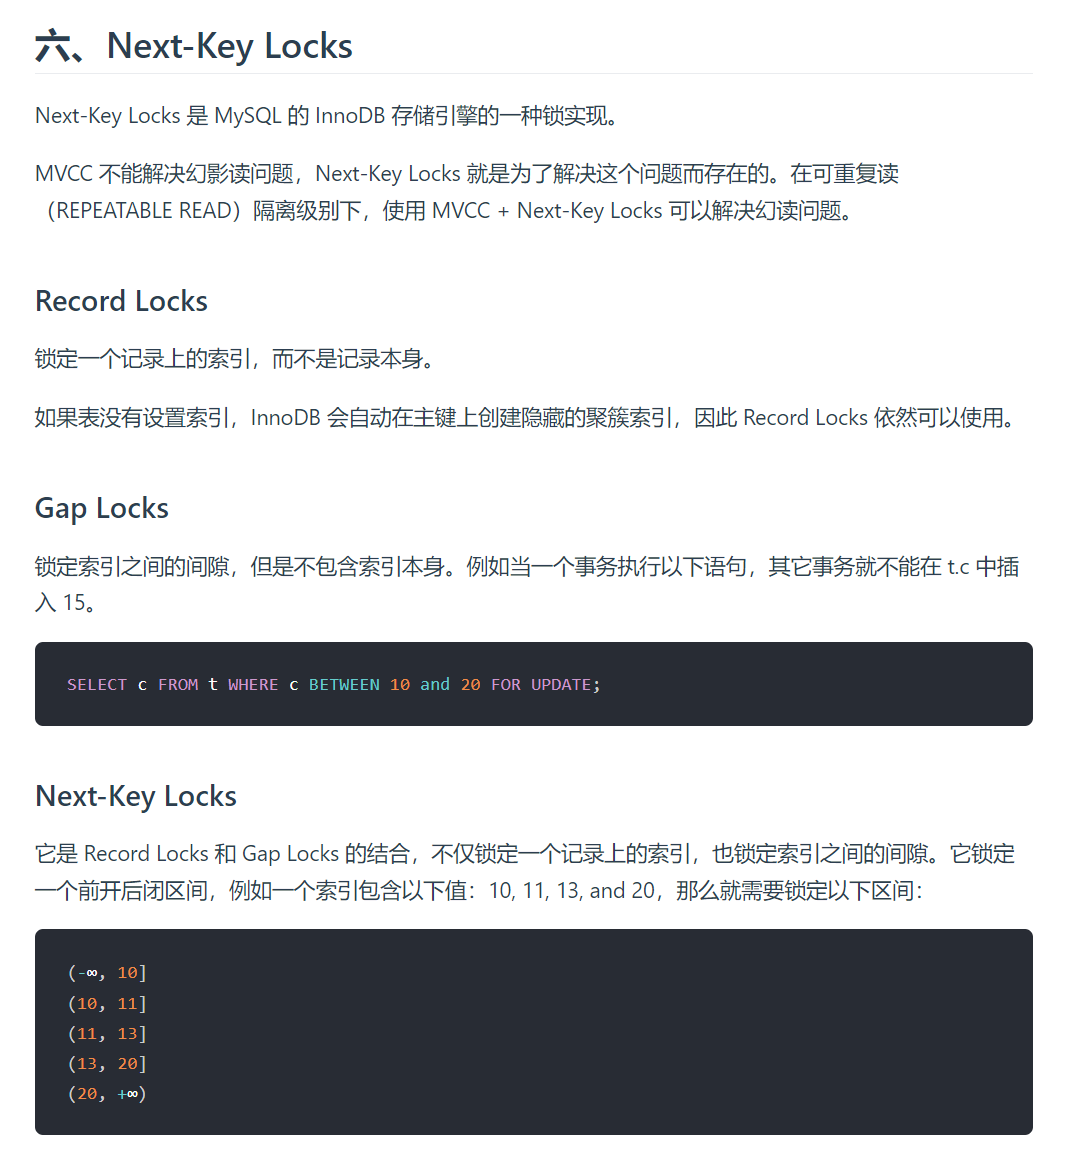 六、Next-Key Locks
Next-Key Locks 是 MySQL 的 InnoDB 存储引擎的一种锁实现。
MVCC 不能解决幻影读问题，Next-Key Locks 就是为了解决这个问题而存在的。在可重复读
（REPEATABLE READ）隔离级别下，使用 MVCC + Next-Key Locks 可以解决幻读问题。
Record Locks
锁定一个记录上的索引，而不是记录本身。
如果表没有设置索引，InnoDB 会自动在主键上创建隐藏的聚簇索引，因此 Record Locks 依然可以使用。
Gap Locks
锁定索引之间的间隙，但是不包含索引本身。例如当一个事务执行以下语句，其它事务就不能在 t.c 中插
入 15。
SELECT c FROM t WHERE c BETWEEN 10 and 20 FOR UPDATE;
Next-Key Locks
它是 Record Locks 和 Gap Locks 的结合，不仅锁定一个记录上的索引，也锁定索引之间的间隙。它锁定
一个前开后闭区间，例如一个索引包含以下值：10, 11, 13, and 20，那么就需要锁定以下区间：
(-∞, 10]
(10, 11]
(11, 13]
(13, 20]
(20, +∞)